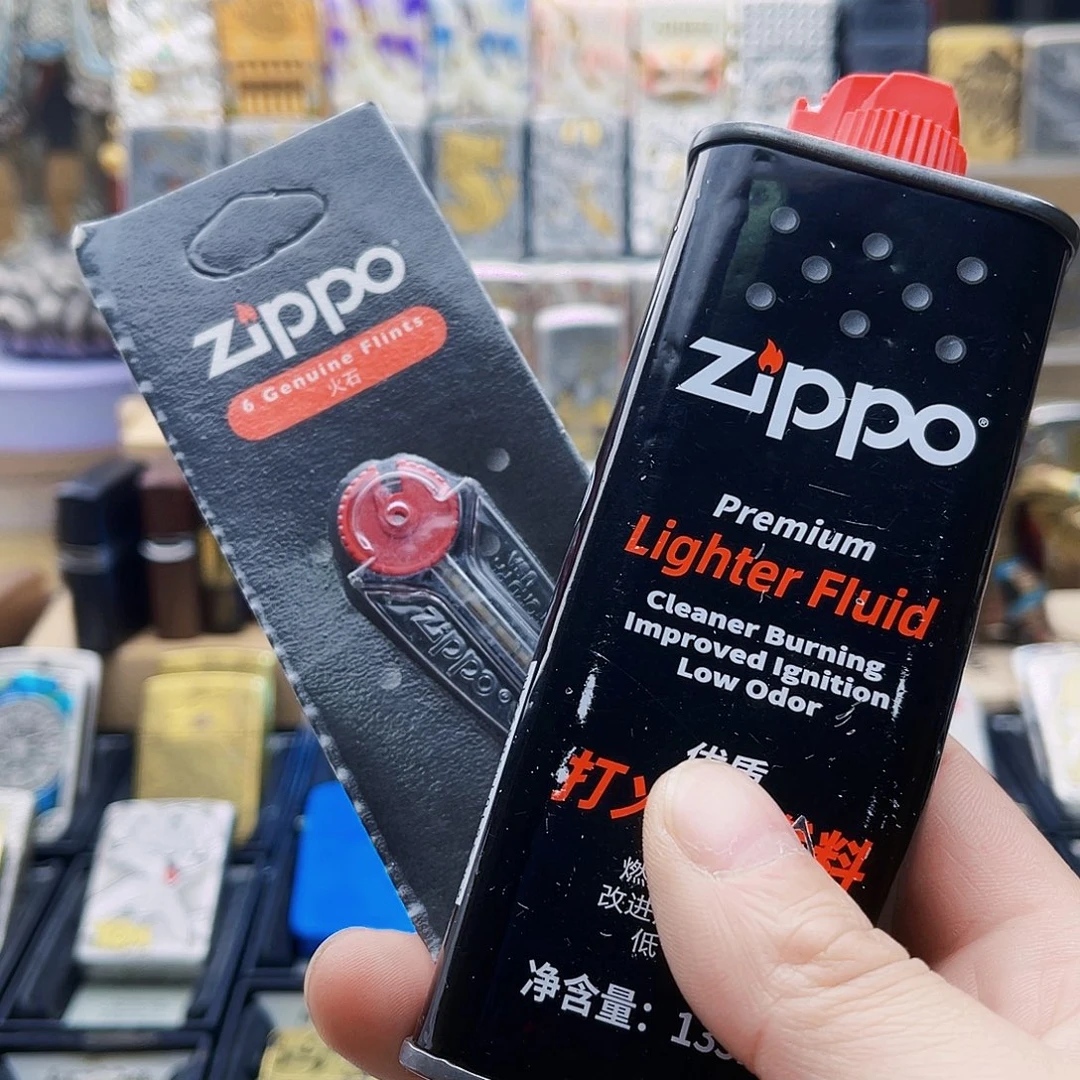 zippo
6 Genuine Flints
火石
Zippo
zippo
Premium
Lighter Fluid
Cleaner Burning
Improved Ignition
Low Odor
优质
打 料
燃
改进
低
净含量:
133